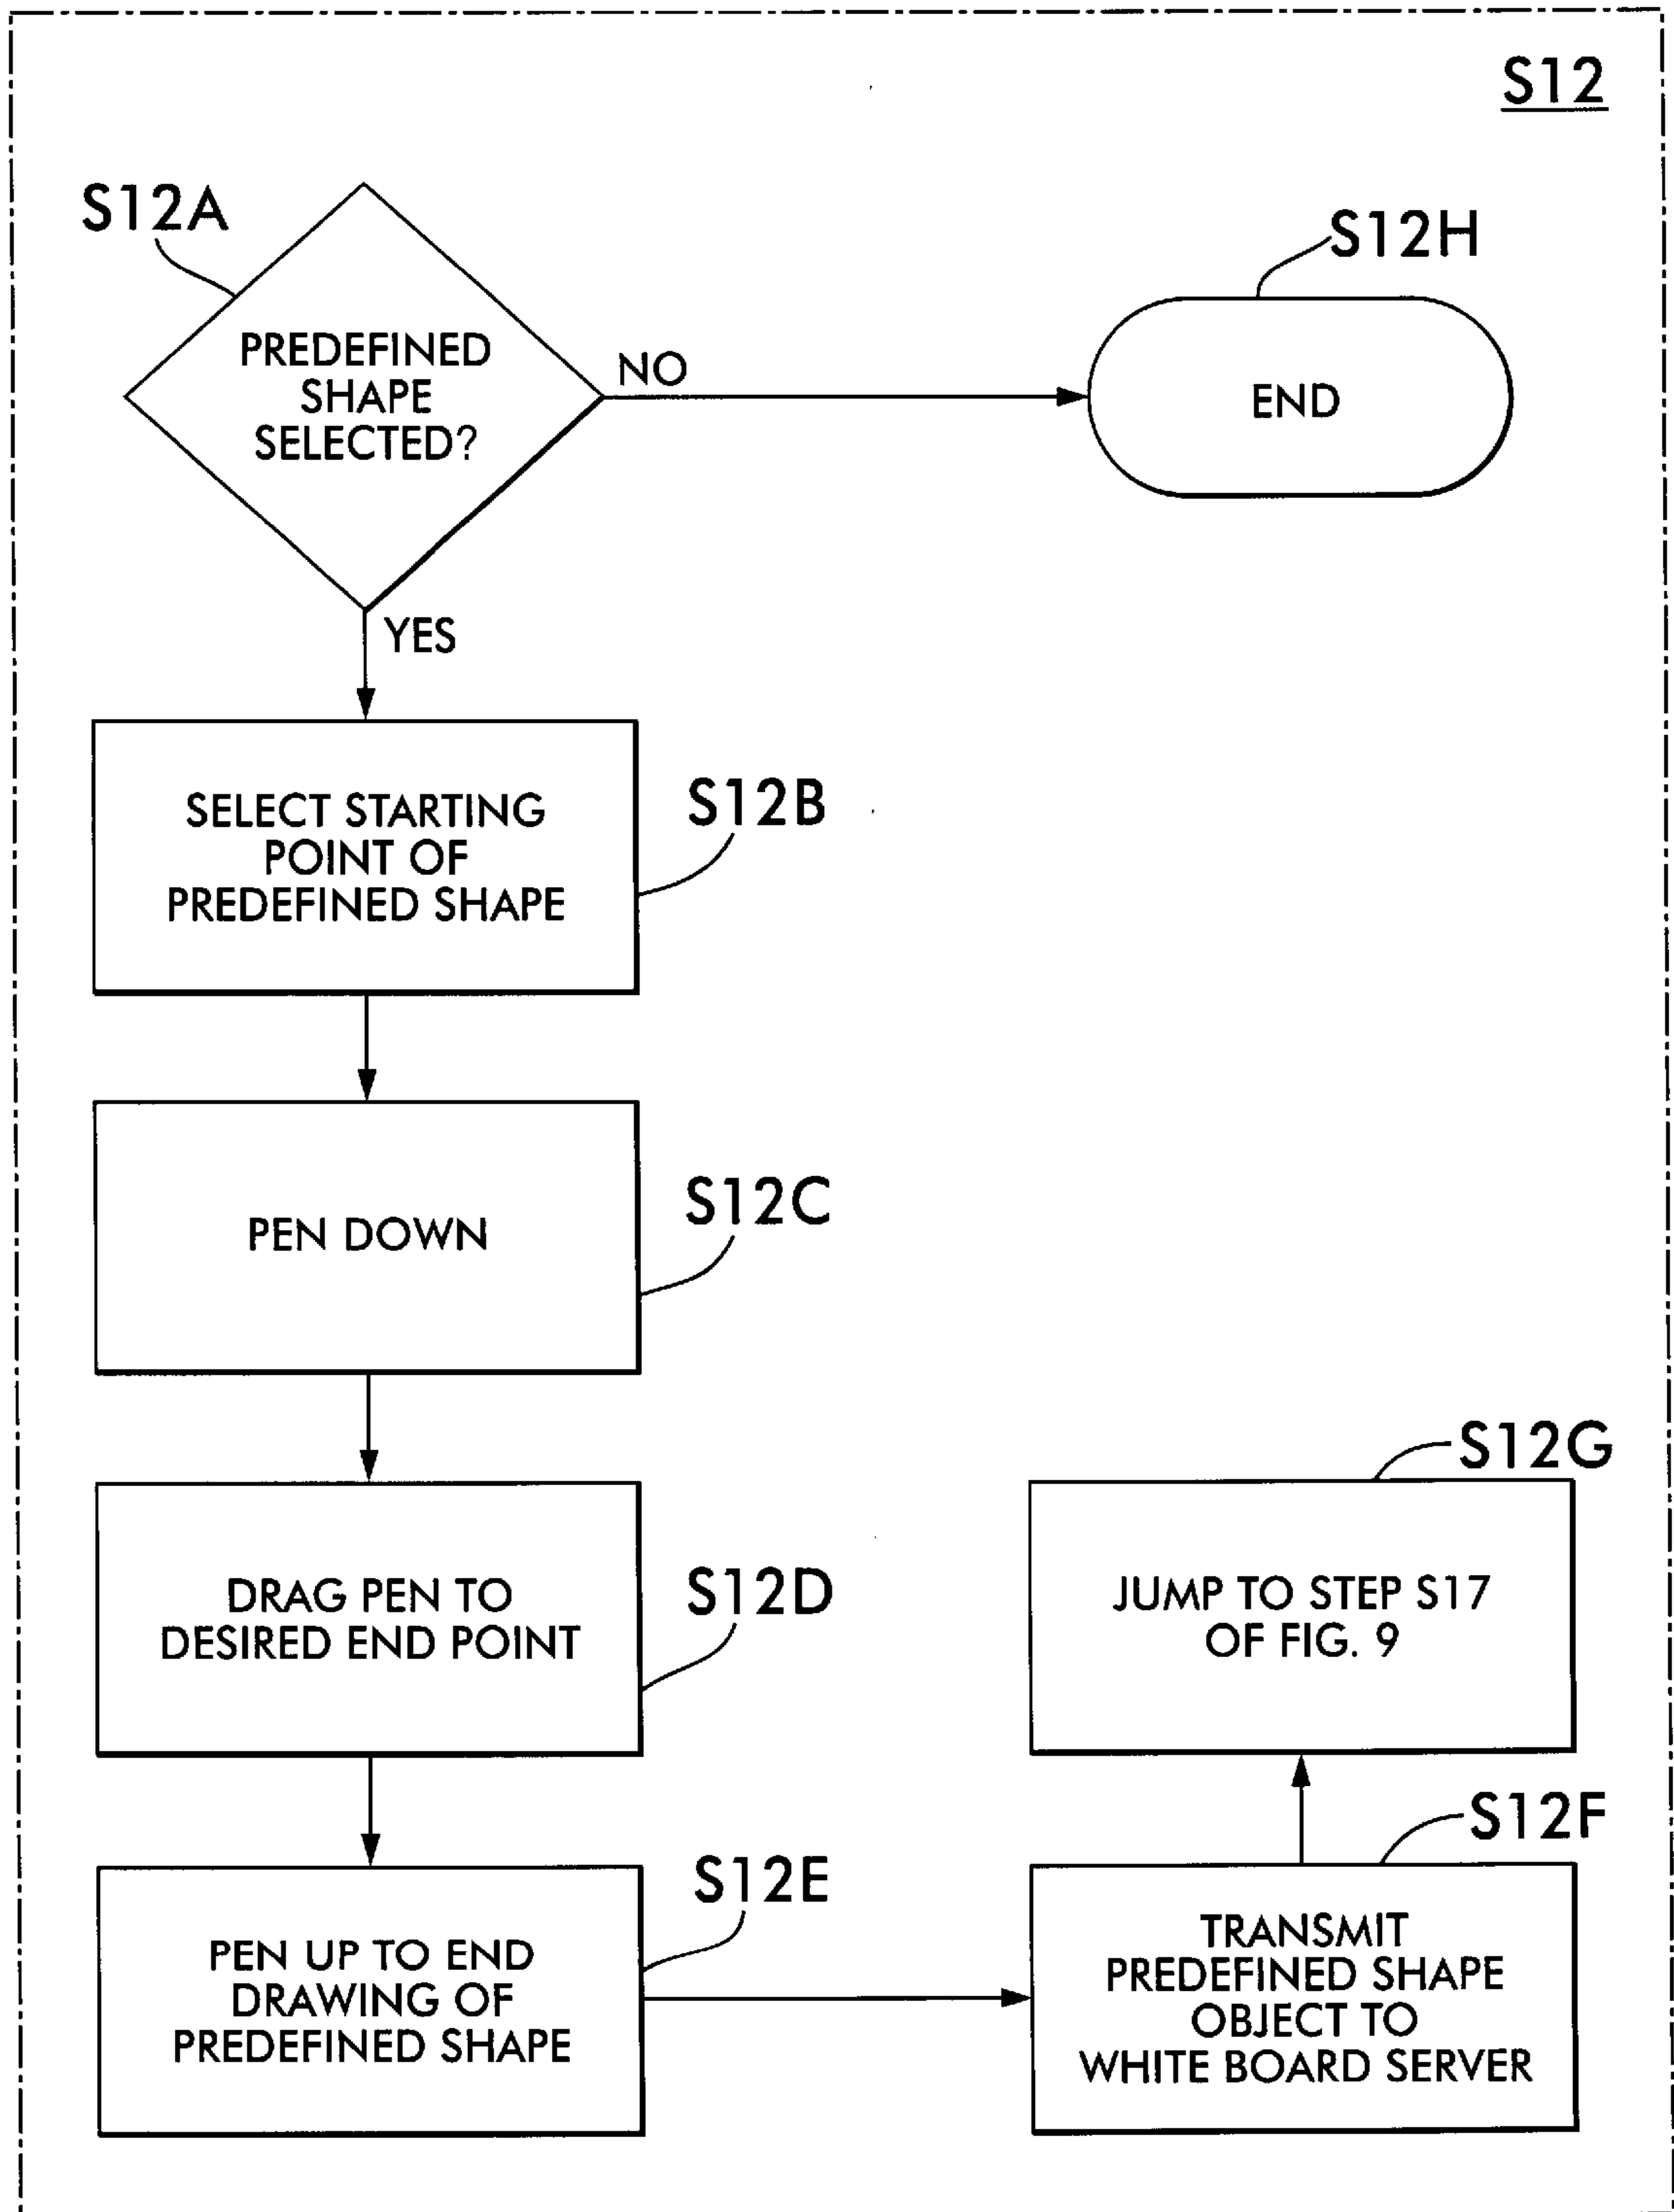 S12
S12A
PREDEFINED
SHAPE
SELECTED?
NO
S12H
END
YES
SELECT STARTING
POINT OF
PREDEFINED SHAPE
S12B
PEN DOWN
S12C
DRAG PEN TO
DESIRED END POINT
S12D
PEN UP TO END
DRAWING OF
PREDEFINED SHAPE
S12E
TRANSMIT
PREDEFINED SHAPE
OBJECT TO
WHITE BOARD SERVER
S12F
JUMP TO STEP S17
OF FIG. 9
S12G